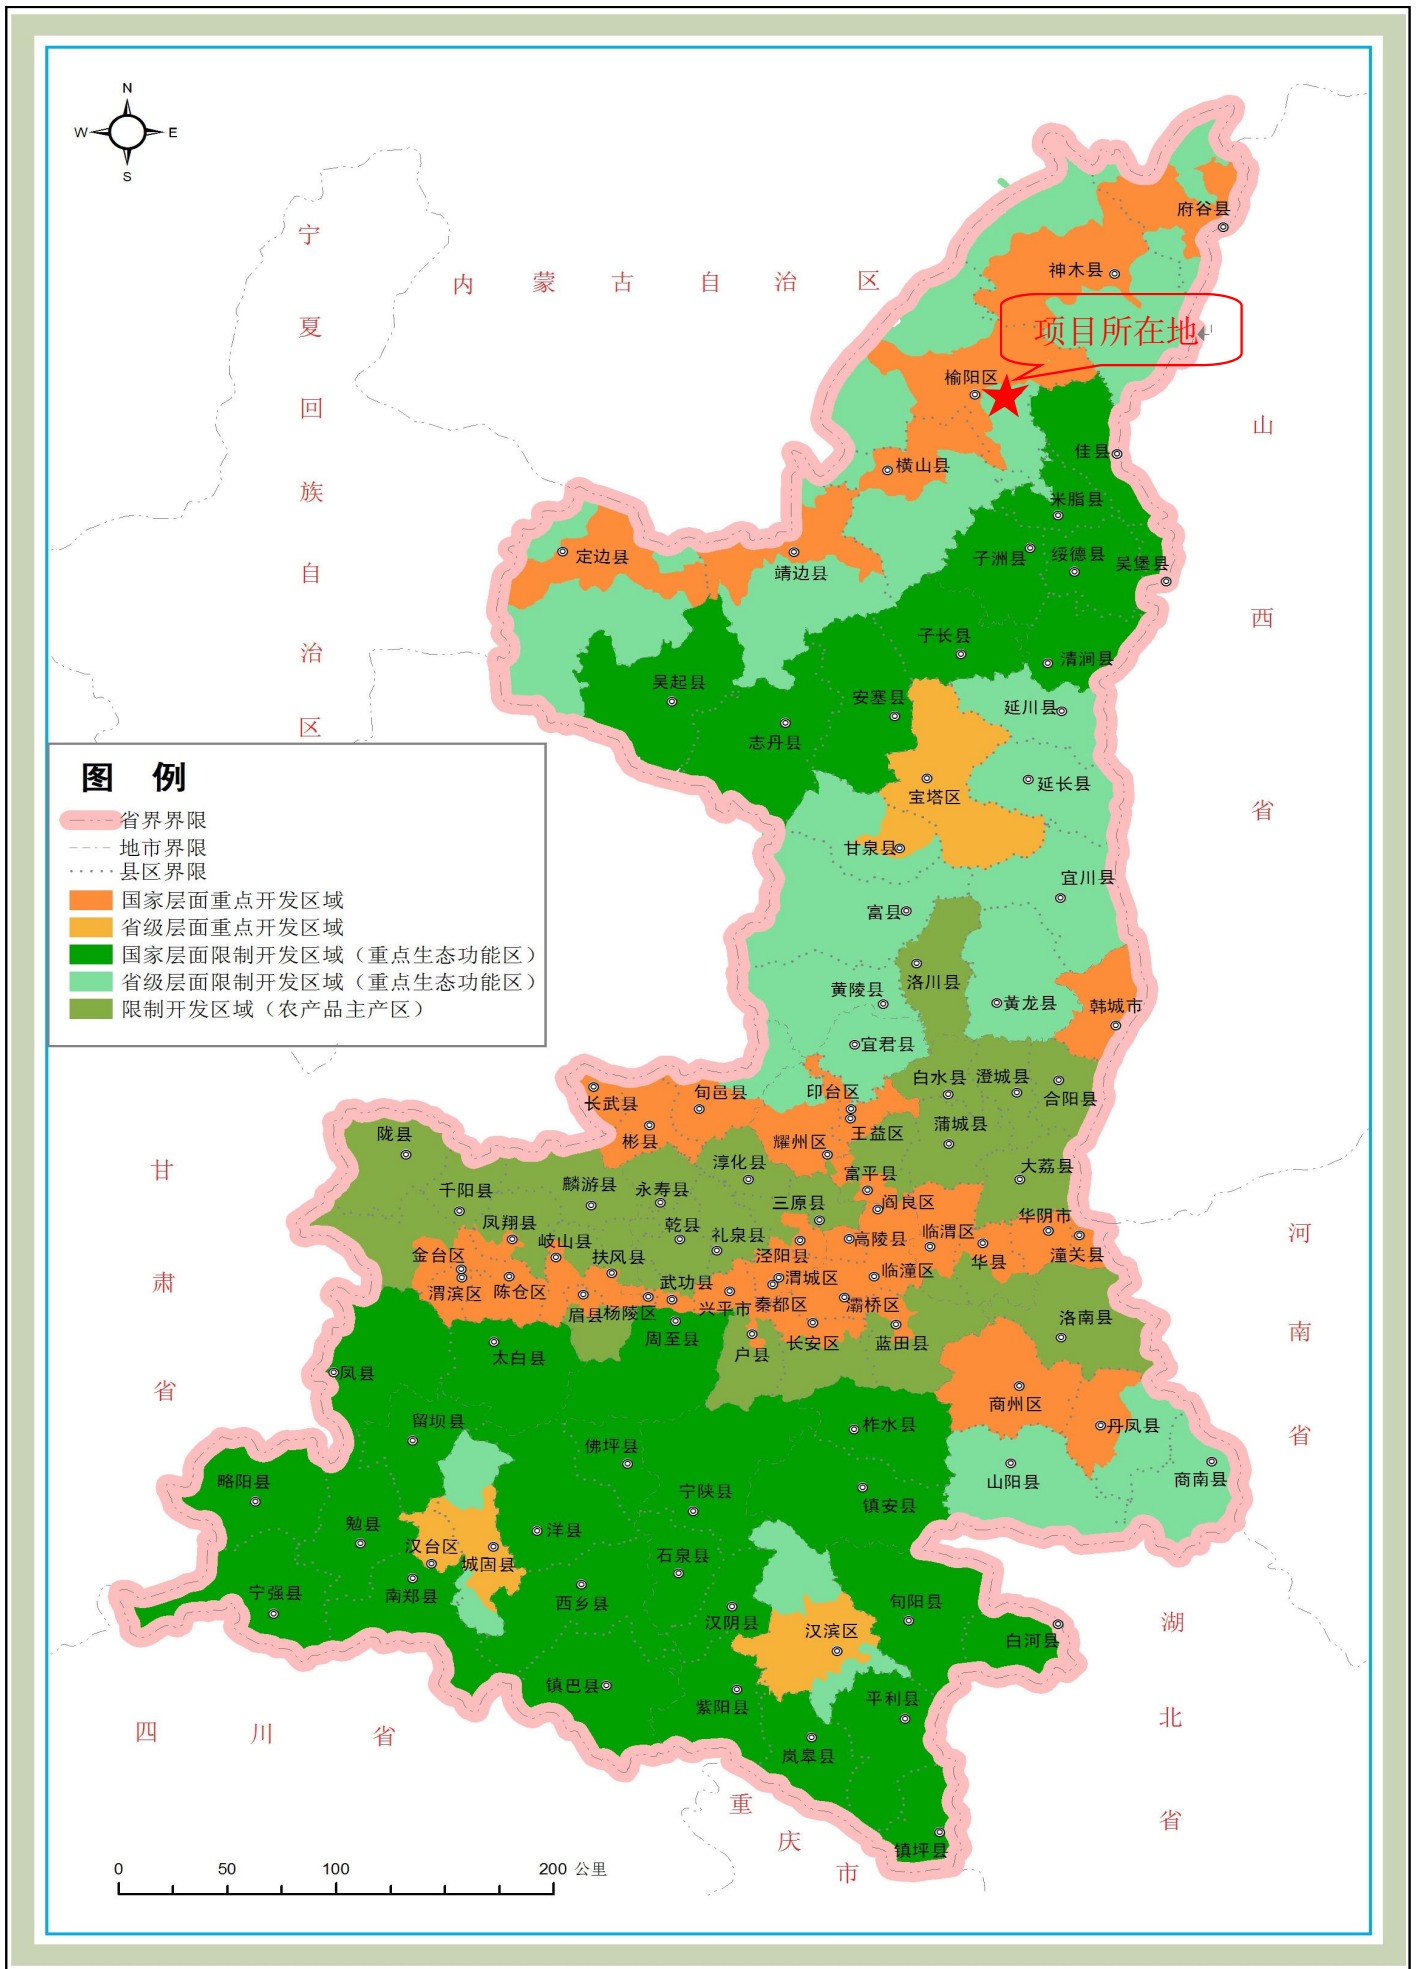 N
W E
S
宁夏回族自治区
内蒙古自治区
山西省
甘肃省
河南省
湖北省
四川省
重庆市
项目所在地
府谷县
神木县
榆阳区
佳县
横山县
米脂县
定边县
靖边县
子洲县
绥德县
吴堡县
子长县
清涧县
吴起县
安塞县
延川县
志丹县
宝塔区
延长县
甘泉县
宜川县
富县
洛川县
黄陵县
黄龙县
韩城市
宜君县
图 例
省界界限
地市界限
县区界限
国家层面重点开发区域
省级层面重点开发区域
国家层面限制开发区域（重点生态功能区）
省级层面限制开发区域（重点生态功能区）
限制开发区域（农产品主产区）
长武县
旬邑县
印台区
白水县
澄城县
合阳县
彬县
耀州区
王益区
蒲城县
陇县
淳化县
富平县
大荔县
千阳县
麟游县
永寿县
三原县
阎良区
凤翔县
乾县
礼泉县
高陵县
临渭区
华阴市
金台区
岐山县
扶风县
泾阳县
华县
潼关县
渭滨区
陈仓区
武功县
渭城区
临潼区
眉县
杨陵区
兴平市
秦都区
灞桥区
洛南县
周至县
户县
长安区
蓝田县
太白县
凤县
商州区
丹凤县
留坝县
佛坪县
柞水县
略阳县
宁陕县
镇安县
山阳县
商南县
勉县
汉台区
城固县
洋县
石泉县
宁强县
南郑县
西乡县
汉阴县
汉滨区
旬阳县
白河县
镇巴县
紫阳县
平利县
岚皋县
镇坪县
0 50 100 200 公里